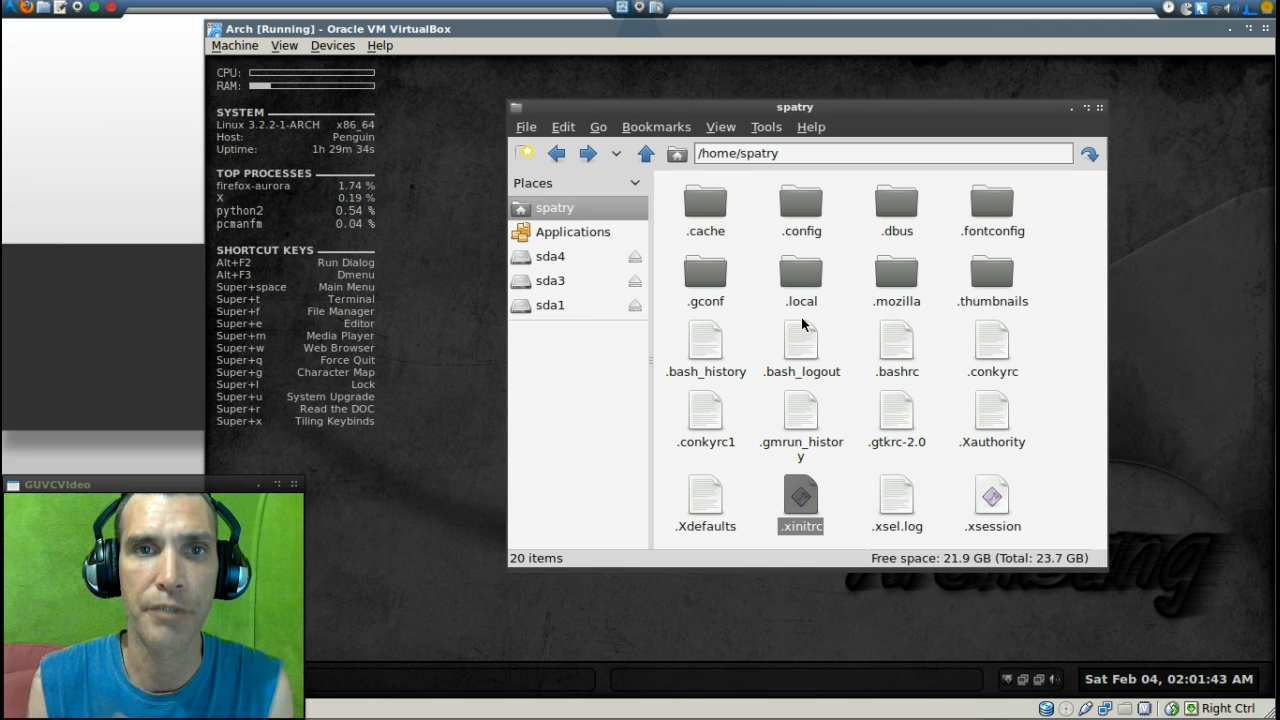 Arch [Running] - Oracle VM VirtualBox
Machine View Devices Help
CPU:
RAM:
SYSTEM
Linux 3.2.2-1-ARCH x86_64
Host: Penguin
Uptime: 1h 29m 34s
TOP PROCESSES
firefox-aurora 1.74 %
X 0.19 %
python2 0.54 %
pcmanfm 0.04 %
SHORTCUT KEYS
Alt+F2 Run Dialog
Alt+F3 Dmenu
Super+space Main Menu
Super+t Terminal
Super+f File Manager
Super+e Editor
Super+m Media Player
Super+w Web Browser
Super+q Force Quit
Super+g Character Map
Super+l Lock
Super+u System Upgrade
Super+r Read the DOC
Super+x Tiling Keybinds
spatry
File Edit Go Bookmarks View Tools Help
/home/spatry
Places
spatry
Applications
sda4
sda3
sda1
.cache .config .dbus .fontconfig
.gconf .local .mozilla .thumbnails
.bash_history .bash_logout .bashrc .conkyrc
.conkyrc1 .gmrun_histor .gtkrc-2.0 .Xauthority
y
.Xdefaults .xinitrc .xsel.log .xsession
20 items Free space: 21.9 GB (Total: 23.7 GB)
GUVCVideo
Sat Feb 04, 02:01:43 AM
Right Ctrl